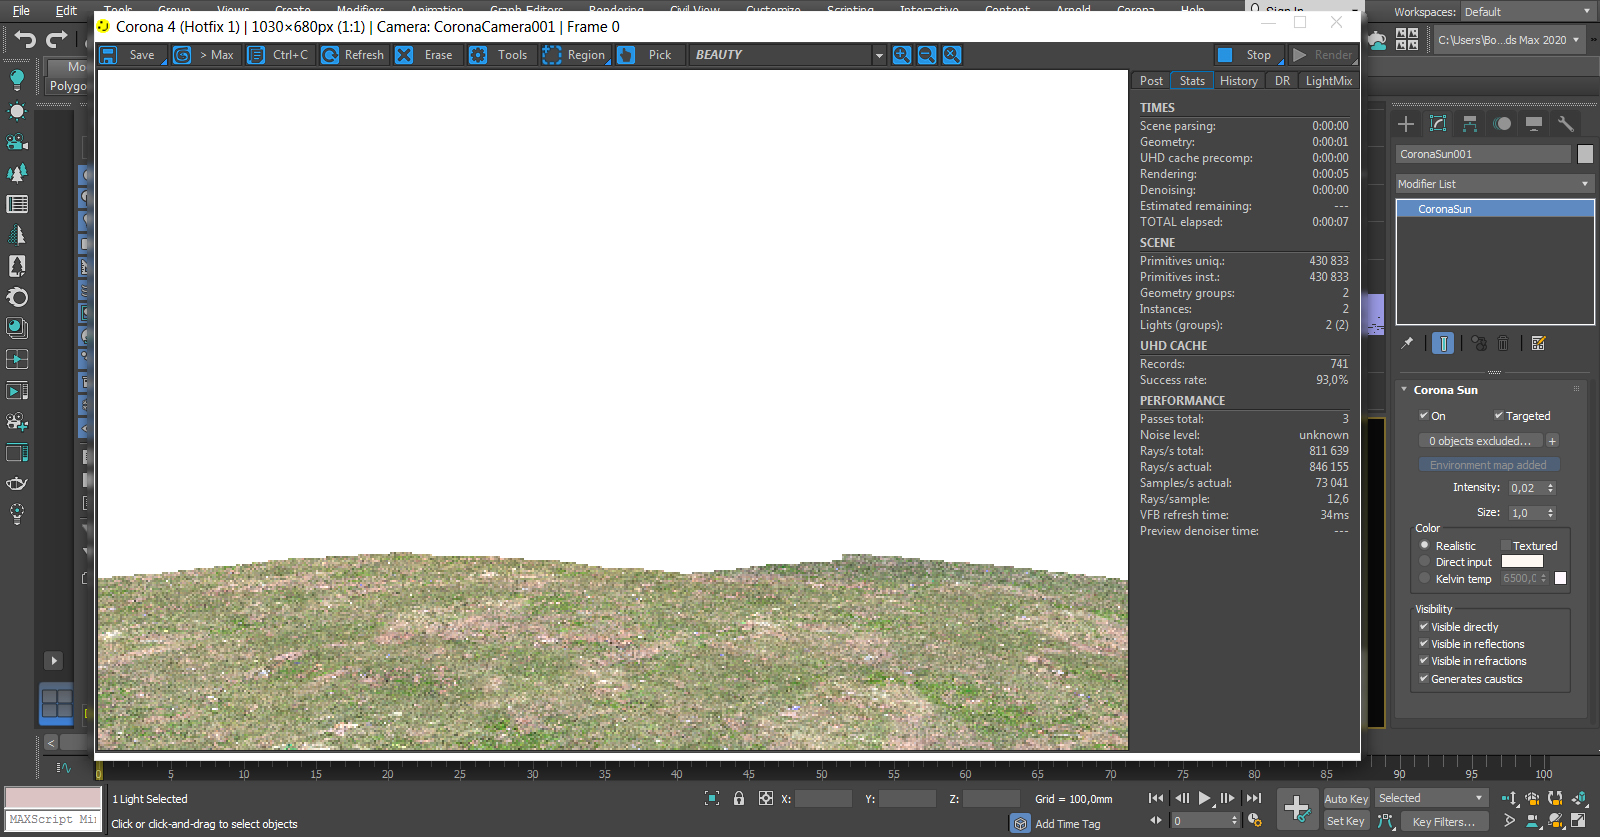 File Edit Tools Group Views Create Modifiers Animation Graph Editors Rendering Civil View Customize Scripting Interactive Content Arnold Corona Help Sign In Workspaces: Default
Corona 4 (Hotfix 1) | 1030×680px (1:1) | Camera: CoronaCamera001 | Frame 0
C:\Users\Bo...ds Max 2020
Save > Max Ctrl+C Refresh Erase Tools Region Pick BEAUTY Stop Render
Mo
Polygo
Post Stats History DR LightMix
TIMES
Scene parsing: 0:00:00
Geometry: 0:00:01
UHD cache precomp: 0:00:00
Rendering: 0:00:05
Denoising: 0:00:00
Estimated remaining: ---
TOTAL elapsed: 0:00:07
SCENE
Primitives uniq.: 430 833
Primitives inst.: 430 833
Geometry groups: 2
Instances: 2
Lights (groups): 2 (2)
UHD CACHE
Records: 741
Success rate: 93,0%
PERFORMANCE
Passes total: 3
Noise level: unknown
Rays/s total: 811 639
Rays/s actual: 846 155
Samples/s actual: 73 041
Rays/sample: 12,6
VFB refresh time: 34ms
Preview denoiser time: ---
CoronaSun001
Modifier List
CoronaSun
Corona Sun
On Targeted
0 objects excluded... +
Environment map added
Intensity: 0,02
Size: 1,0
Color
Realistic Textured
Direct input
Kelvin temp 6500,0
Visibility
Visible directly
Visible in reflections
Visible in refractions
Generates caustics
0 5 10 15 20 25 30 35 40 45 50 55 60 65 70 75 80 85 90 95 100
1 Light Selected
X: Y: Z: Grid = 100,0mm
Auto Key Selected
MAXScript Mi
Click or click-and-drag to select objects
Add Time Tag
0
Set Key Key Filters...